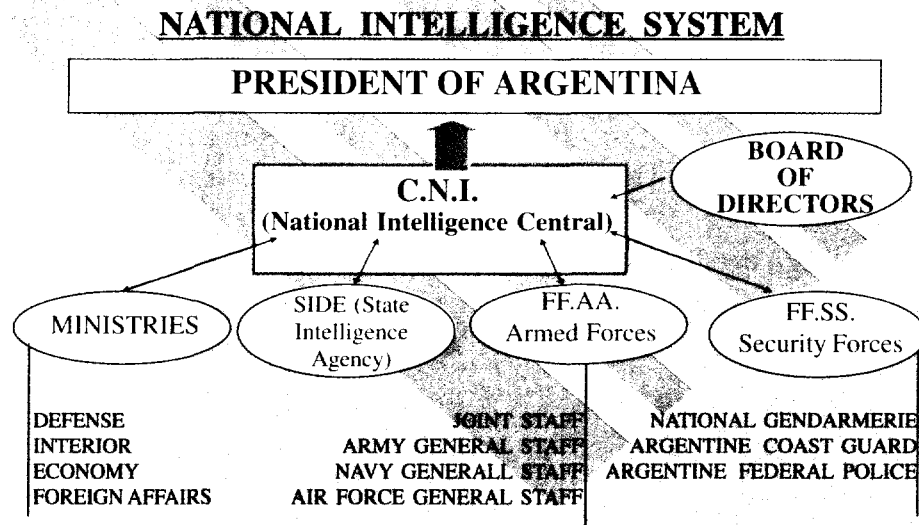 NATIONAL INTELLIGENCE SYSTEM
PRESIDENT OF ARGENTINA
C.N.I.
(National Intelligence Central)
BOARD
OF
DIRECTORS
MINISTRIES
SIDE (State
Intelligence
Agency)
FF.AA.
Armed Forces
FF.SS.
Security Forces
DEFENSE
INTERIOR
ECONOMY
FOREIGN AFFAIRS
JOINT STAFF
ARMY GENERAL STAFF
NAVY GENERALL STAFF
AIR FORCE GENERAL STAFF
NATIONAL GENDARMERIE
ARGENTINE COAST GUARD
ARGENTINE FEDERAL POLICE